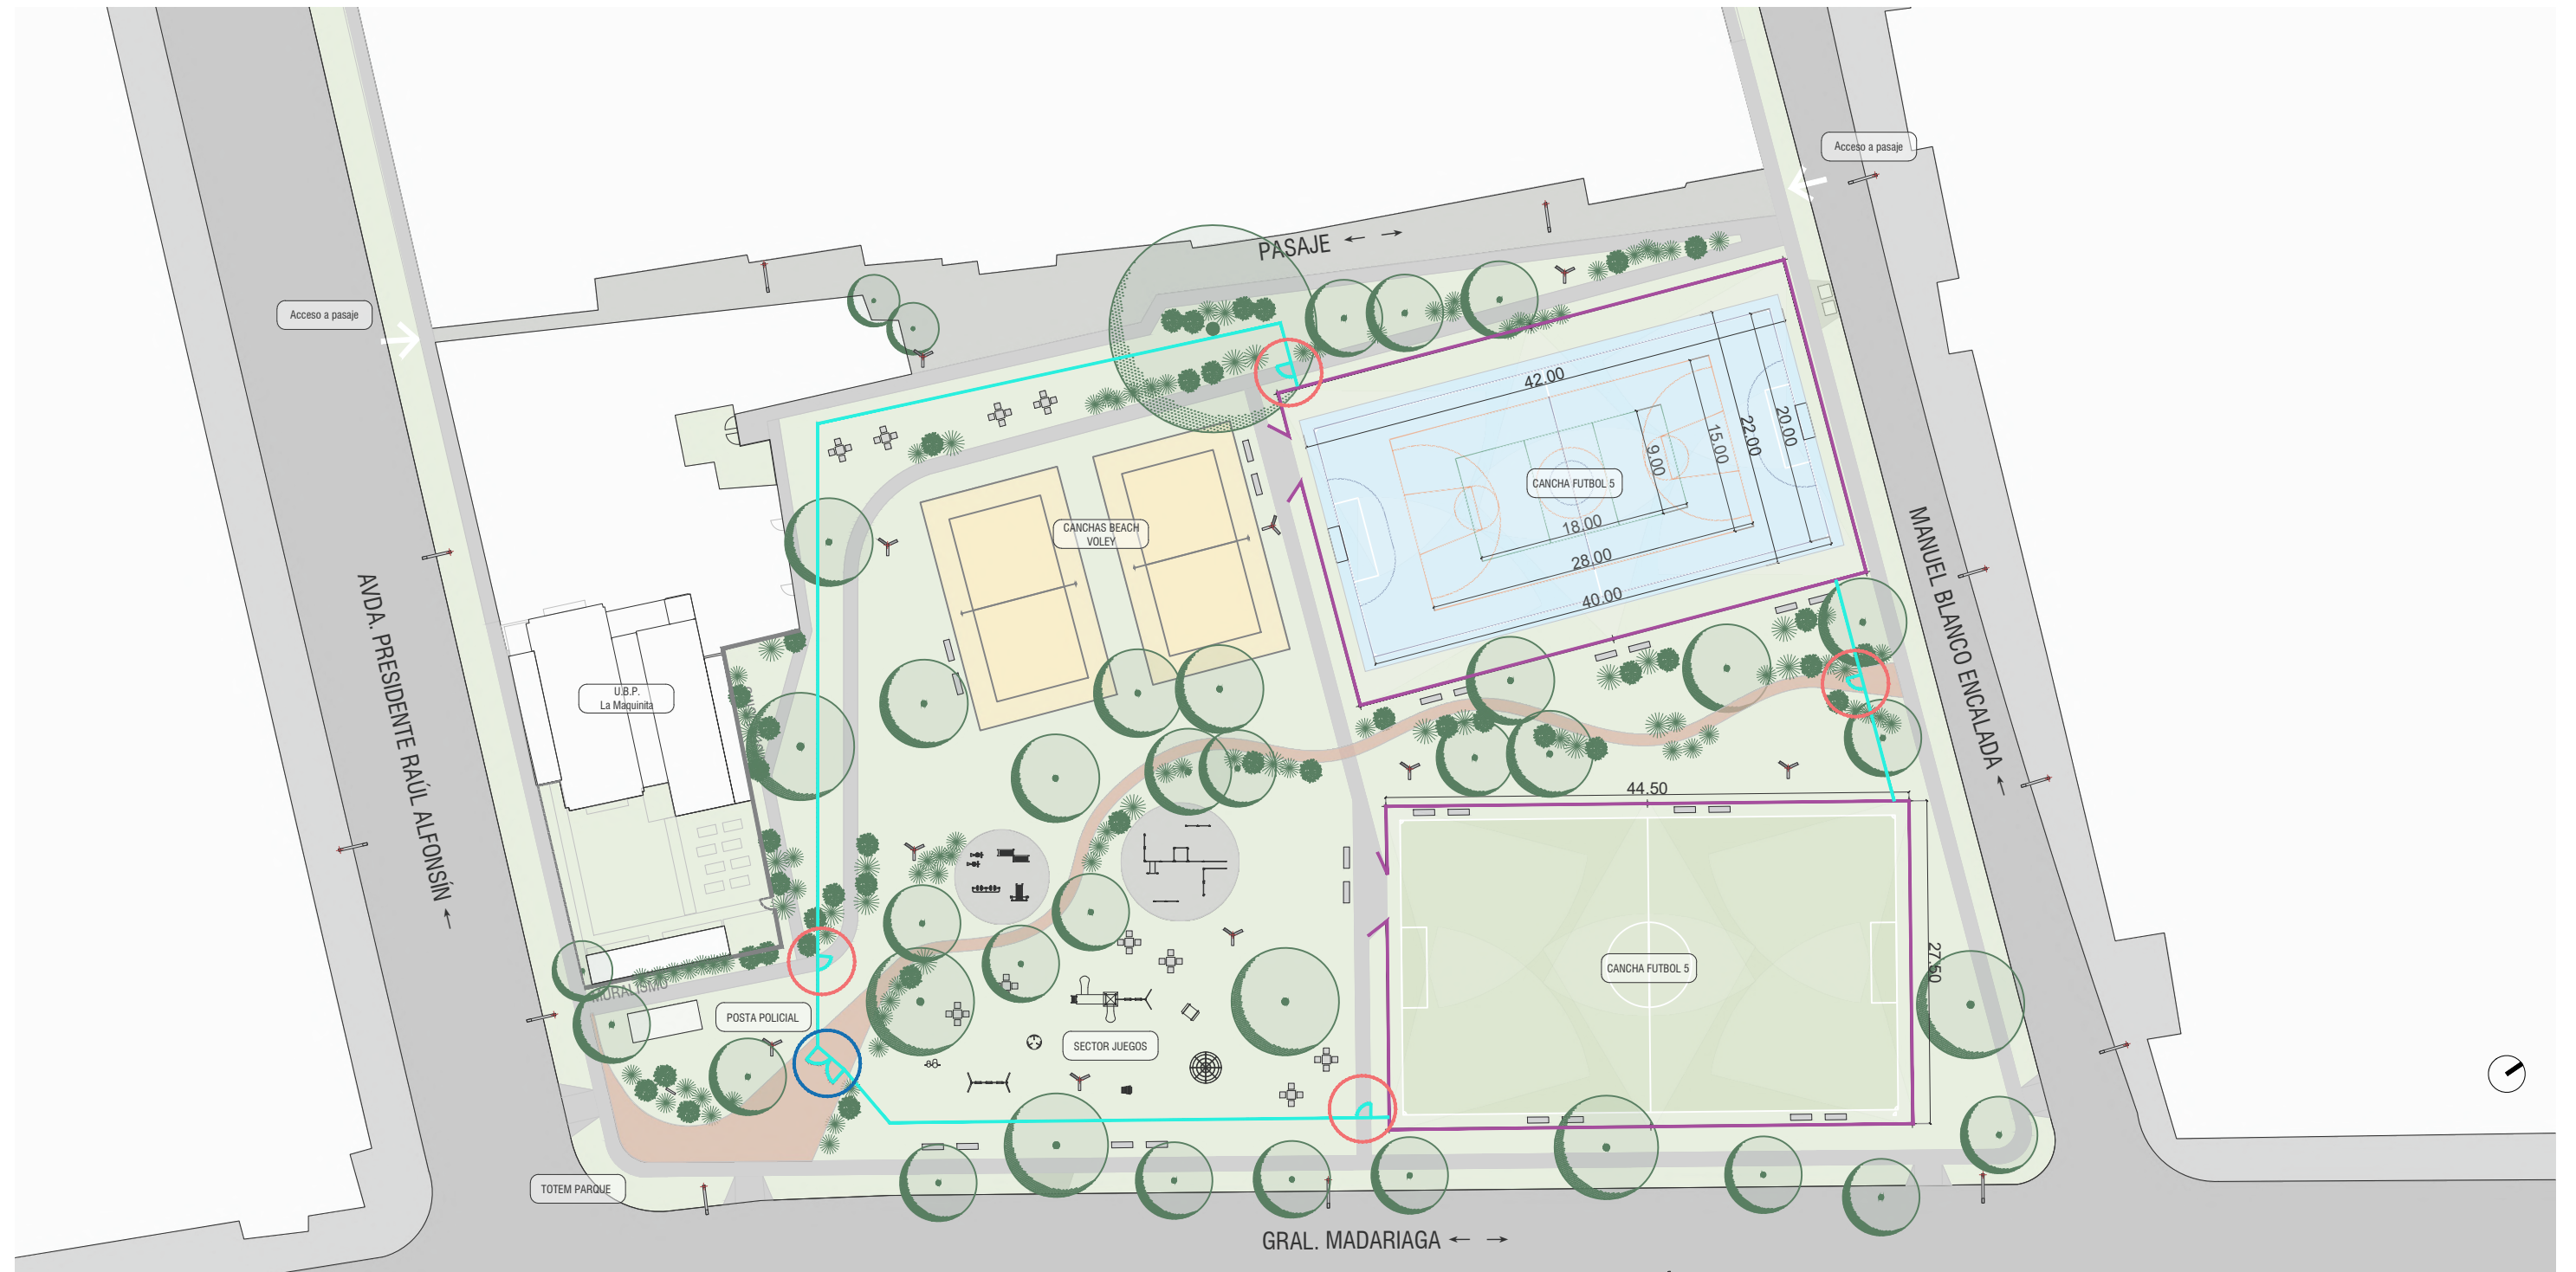 Acceso a pasaje
PASAJE ← →
Acceso a pasaje
42.00
20.00
22.00
15.00
9.00
CANCHA FUTBOL 5
18.00
28.00
40.00
CANCHAS BEACH
VOLEY
MANUEL BLANCO ENCALADA →
AVDA. PRESIDENTE RAÚL ALFONSÍN →
U.B.P.
La Maquinita
44.50
27.50
CANCHA FUTBOL 5
MURALISMO
POSTA POLICIAL
SECTOR JUEGOS
TOTEM PARQUE
GRAL. MADARIAGA ← →